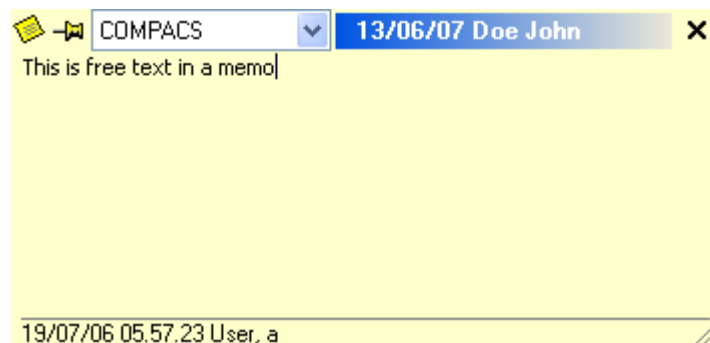 COMPACS 13/06/07 Doe John
This is free text in a memo
19/07/06 05.57.23 User, a